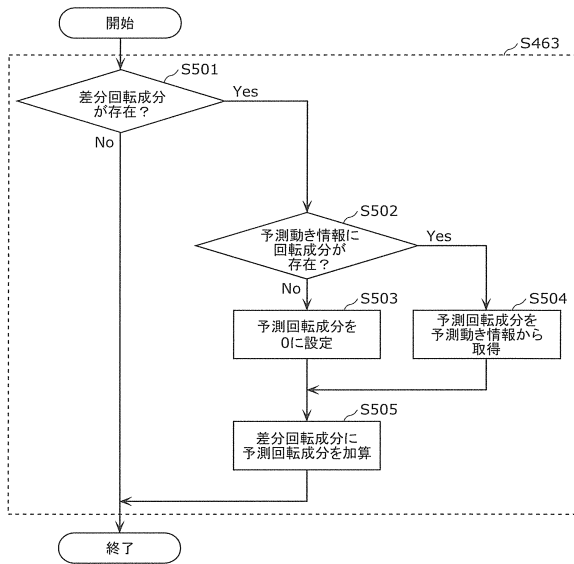 開始
S463
S501
差分回転成分
が存在？
Yes
No
S502
予測動き情報に
回転成分が
存在？
Yes
No
S503
予測回転成分を
0に設定
S504
予測回転成分を
予測動き情報から
取得
S505
差分回転成分に
予測回転成分を加算
終了